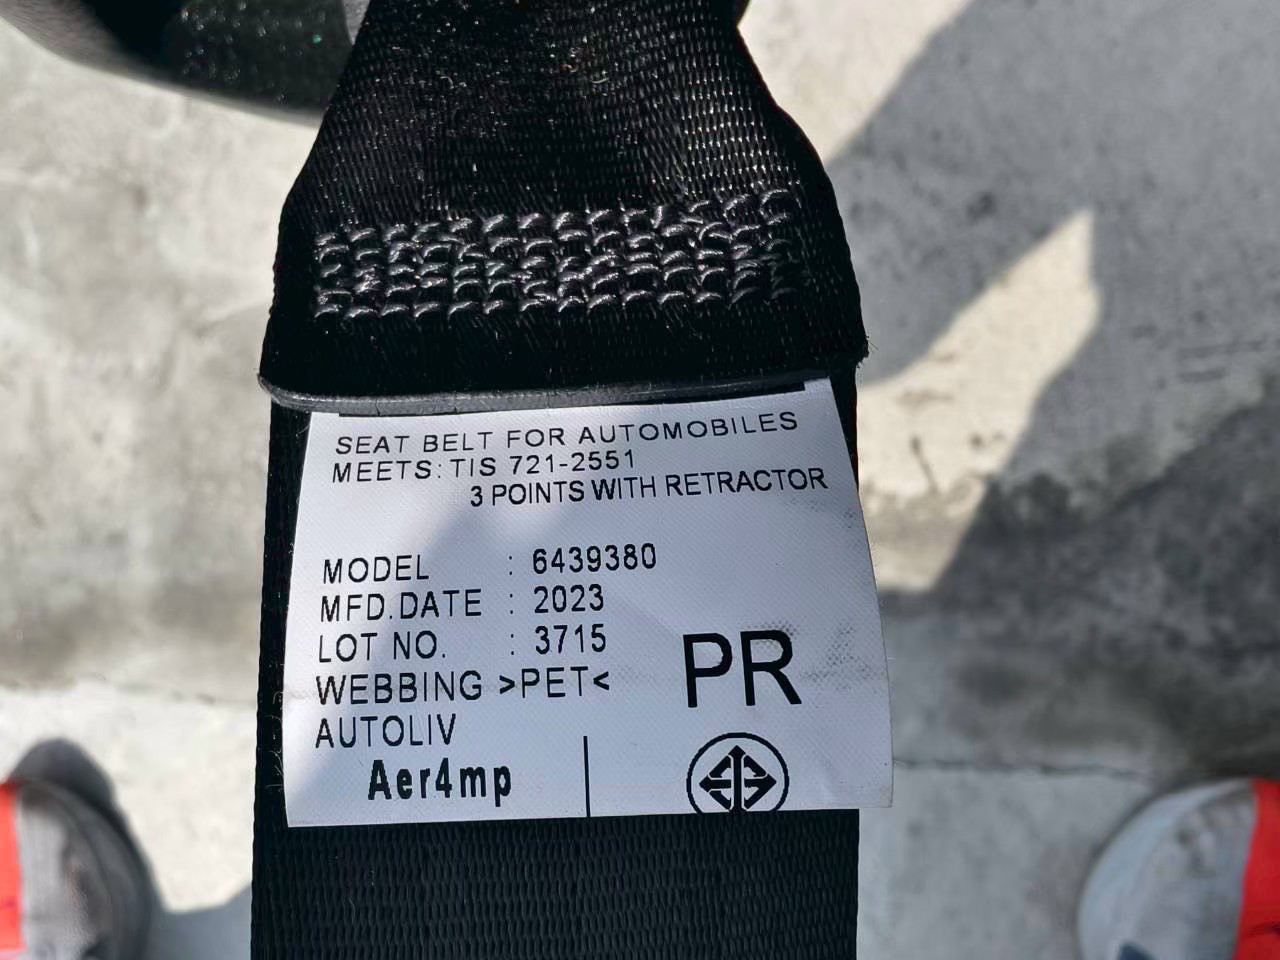 SEAT BELT FOR AUTOMOBILES
MEETS: TIS 721-2551
3 POINTS WITH RETRACTOR
MODEL : 6439380
MFD.DATE : 2023
LOT NO. : 3715
WEBBING >PET<
PR
AUTOLIV
Aer4mp